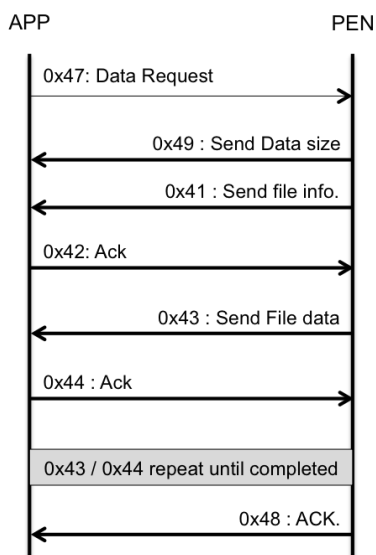 APP PEN
0x47: Data Request
0x49 : Send Data size
0x41 : Send file info.
0x42: Ack
0x43 : Send File data
0x44 : Ack
0x43 / 0x44 repeat until completed
0x48 : ACK.